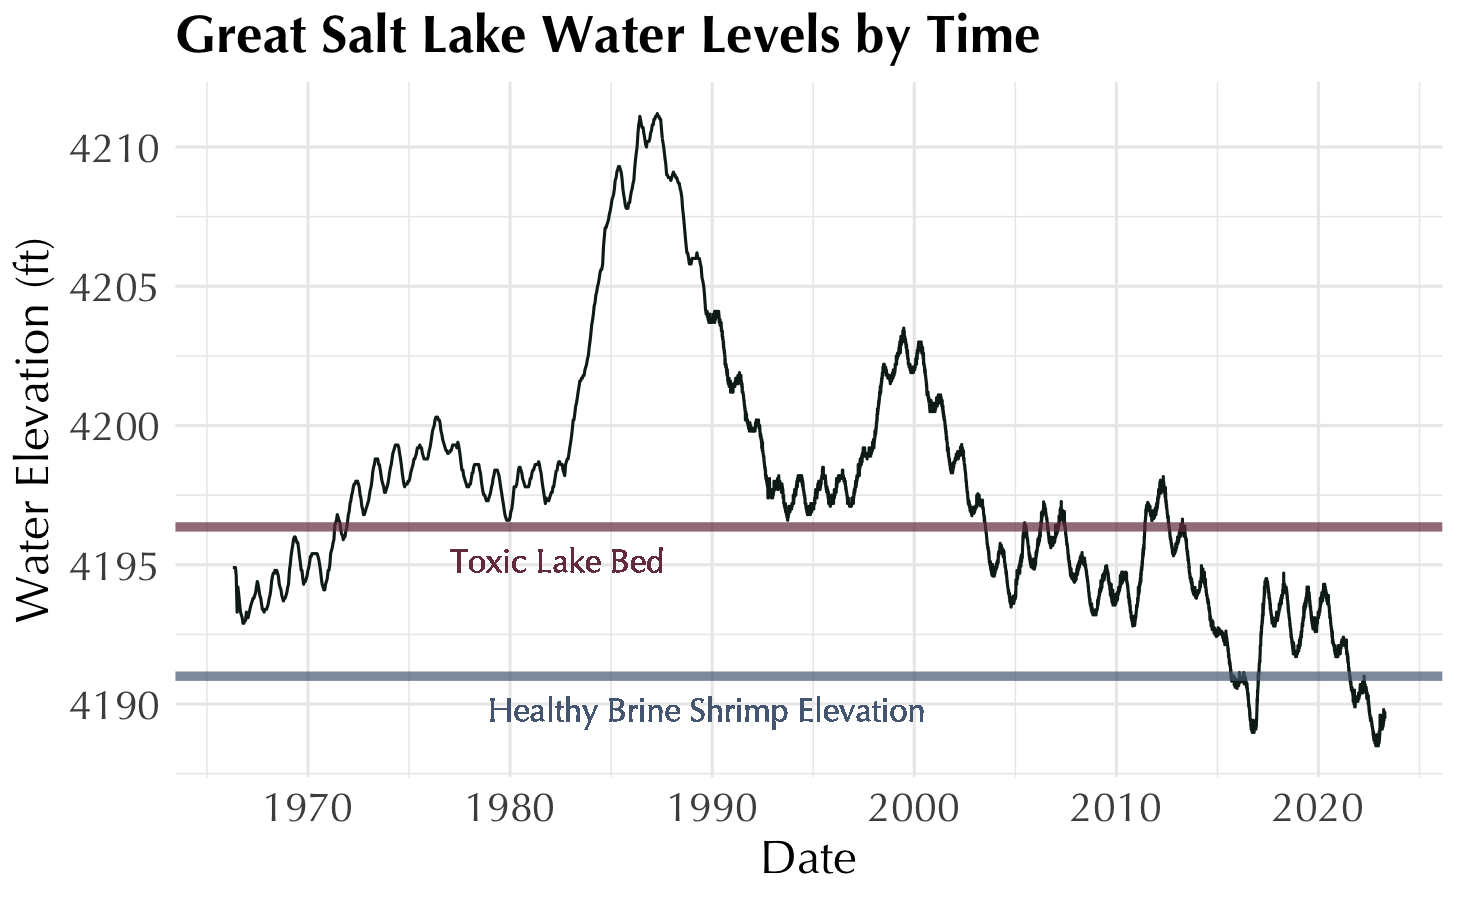 Great Salt Lake Water Levels by Time
Water Elevation (ft)
4210
4205
4200
4195
4190
Toxic Lake Bed
Healthy Brine Shrimp Elevation
1970 1980 1990 2000 2010 2020
Date